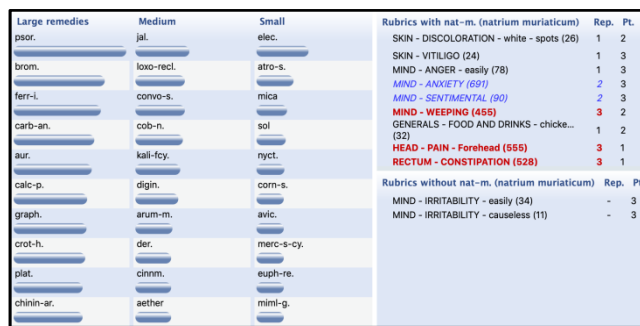 Large remedies Medium Small
psor. jal. elec.
brom. loxo-recl. atro-s.
ferr-i. convo-s. mica
carb-an. cob-n. sol
aur. kali-fcy. nyct.
calc-p. digin. corn-s.
graph. arum-m. avic.
crot-h. der. merc-s-cy.
plat. cinnm. euph-re.
chinin-ar. aether miml-g.
Rubrics with nat-m. (natrium muriaticum) Rep. Pt.
SKIN - DISCOLORATION - white - spots (26) 1 2
SKIN - VITILIGO (24) 1 3
MIND - ANGER - easily (78) 1 3
MIND - ANXIETY (691) 2 3
MIND - SENTIMENTAL (90) 2 3
MIND - WEEPING (455) 3 2
GENERALS - FOOD AND DRINKS - chicke...
(32) 1 2
HEAD - PAIN - Forehead (555) 3 1
RECTUM - CONSTIPATION (528) 3 1
Rubrics without nat-m. (natrium muriaticum) Rep. Pt
MIND - IRRITABILITY - easily (34) - 3
MIND - IRRITABILITY - causeless (11) - 3